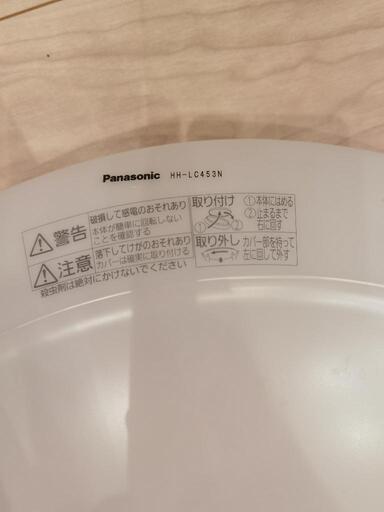 Panasonic HH-LC453N
警告
破損して感電のおそれあり
本体が簡単に回転しない
ことを確認する
注意
落下してけがのおそれあり
カバーは確実に取り付ける
殺虫剤は絶対にかけないでください
取り付け
① ②
①本体にはめる
②止まるまで
右に回す
取り外し
カバー部を持って
左に回して外す